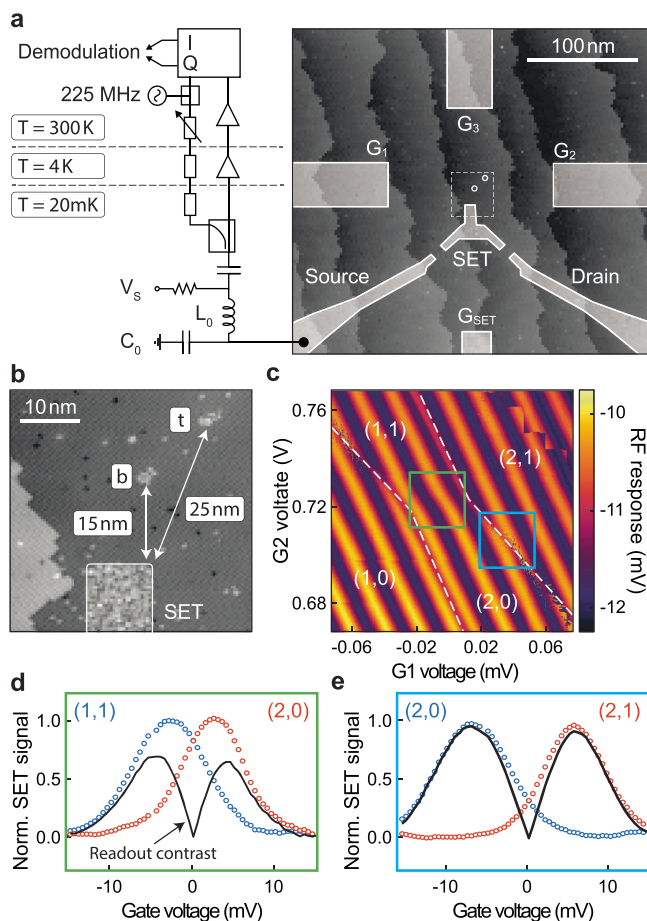 a
Demodulation
I
Q
225 MHz
T = 300 K
T = 4K
T = 20mK
V_S
L_0
C_0
100 nm
G_3
G_1
G_2
SET
Source
Drain
G_SET
b
10 nm
t
b
15 nm
25 nm
SET
c
G2 voltate (V)
0.76
0.72
0.68
(1,1)
(2,1)
(1,0)
(2,0)
-0.06
-0.02
0.02
0.06
G1 voltage (mV)
-10
-11
-12
RF response (mV)
d
Norm. SET signal
1.0
0.5
0.0
(1,1)
(2,0)
Readout contrast
-10
0
10
Gate voltage (mV)
e
Norm. SET signal
1.0
0.5
0.0
(2,0)
(2,1)
-10
0
10
Gate voltage (mV)